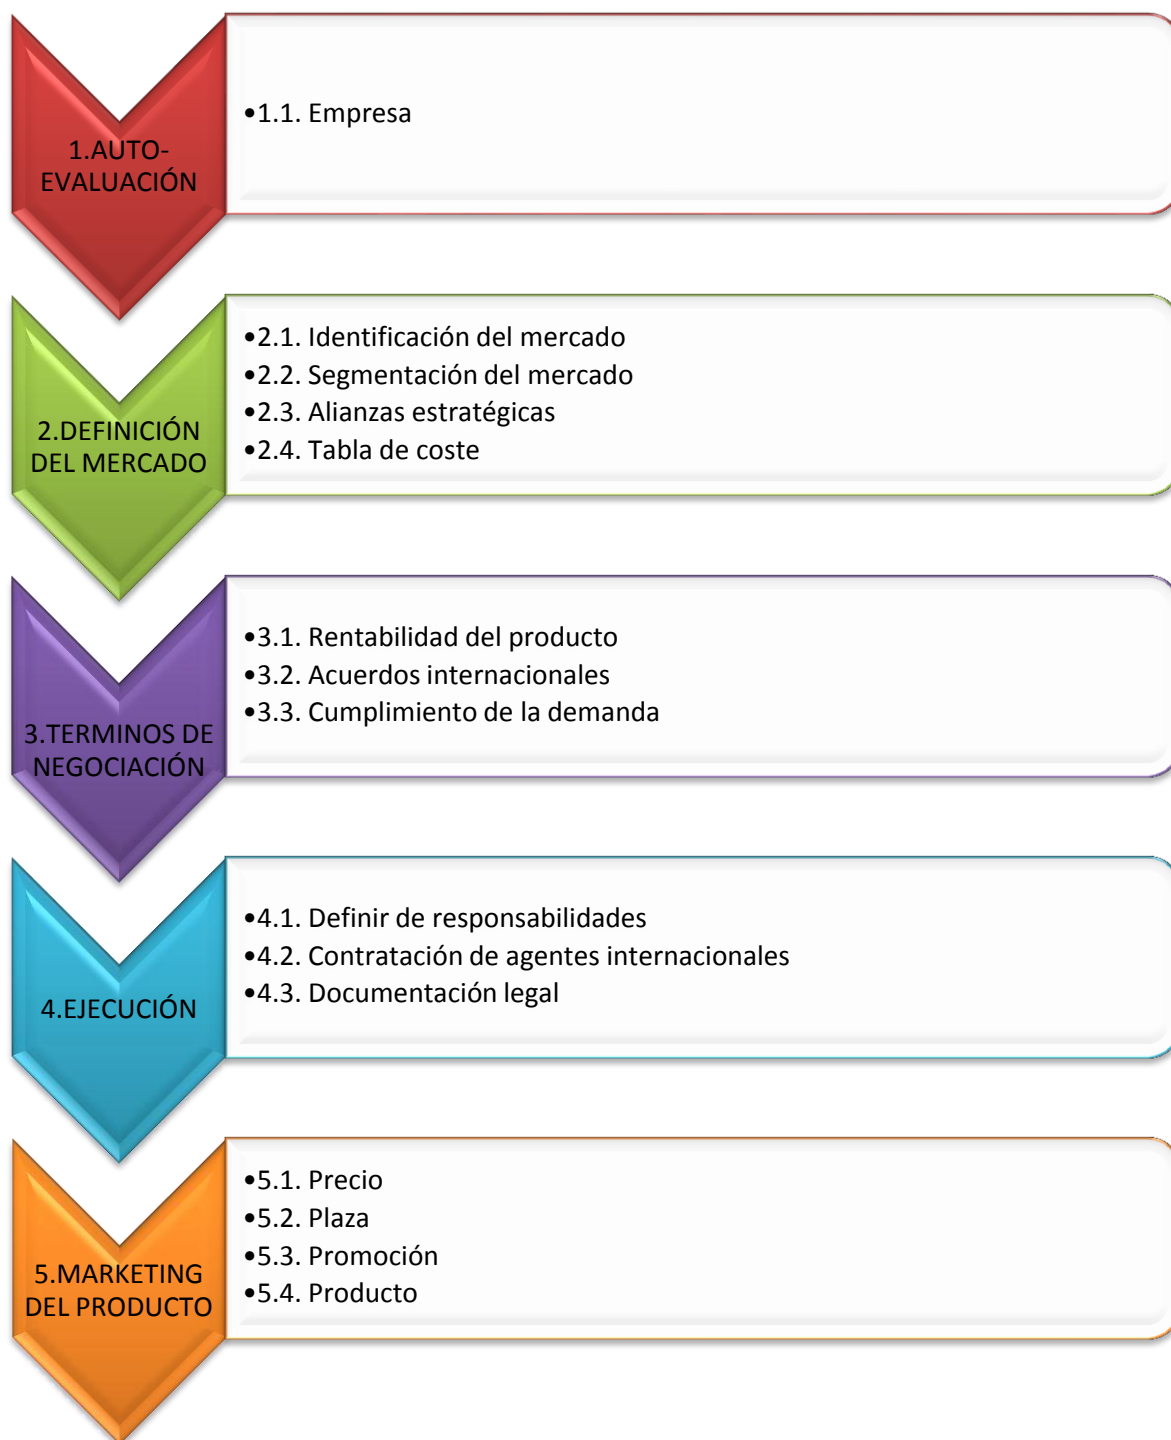 1.AUTO-
EVALUACIÓN
•1.1. Empresa
2.DEFINICIÓN
DEL MERCADO
•2.1. Identificación del mercado
•2.2. Segmentación del mercado
•2.3. Alianzas estratégicas
•2.4. Tabla de coste
3.TERMINOS DE
NEGOCIACIÓN
•3.1. Rentabilidad del producto
•3.2. Acuerdos internacionales
•3.3. Cumplimiento de la demanda
4.EJECUCIÓN
•4.1. Definir de responsabilidades
•4.2. Contratación de agentes internacionales
•4.3. Documentación legal
5.MARKETING
DEL PRODUCTO
•5.1. Precio
•5.2. Plaza
•5.3. Promoción
•5.4. Producto